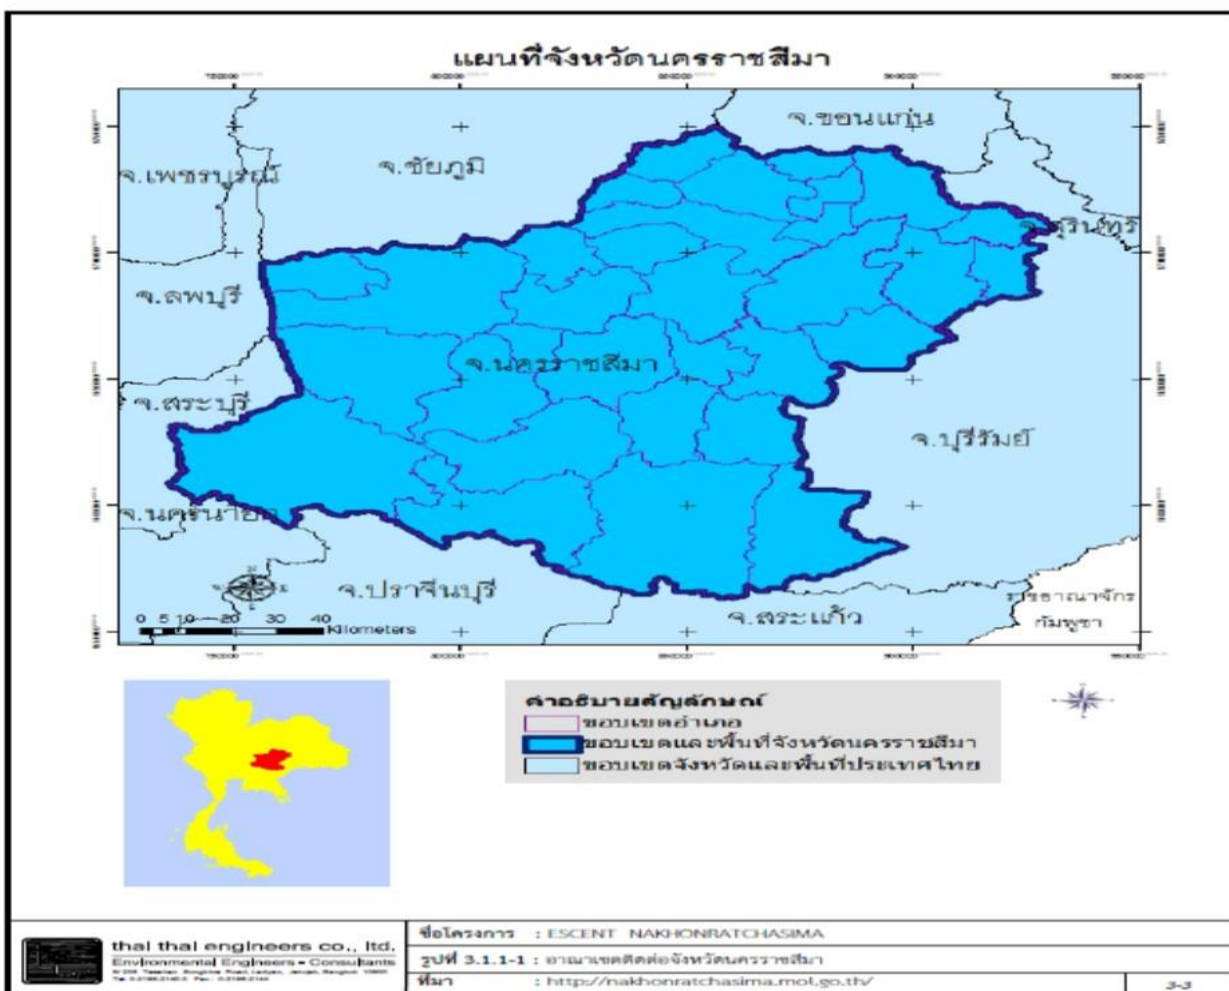 แผนที่จังหวัดนครราชสีมา
จ.ขอนแก่น
จ.ชัยภูมิ
จ.เพชรบูรณ์
จ.สุรินทร์
จ.ลพบุรี
จ.นครราชสีมา
จ.สระบุรี
จ.บุรีรัมย์
จ.นครนายก
จ.ปราจีนบุรี
จ.สระแก้ว
ราชอาณาจักร
กัมพูชา
0 5 10 20 30 40
Kilometers
คำอธิบายสัญลักษณ์
ขอบเขตอำเภอ
ขอบเขตและพื้นที่จังหวัดนครราชสีมา
ขอบเขตจังหวัดและพื้นที่ประเทศไทย
thai thai engineers co., ltd.
Environmental Engineers • Consultants
ชื่อโครงการ : ESCENT NAKHONRATCHASIMA
รูปที่ 3.1.1-1 : อาณาเขตติดต่อจังหวัดนครราชสีมา
ที่มา : http://nakhonratchasima.mol.go.th/
3-3